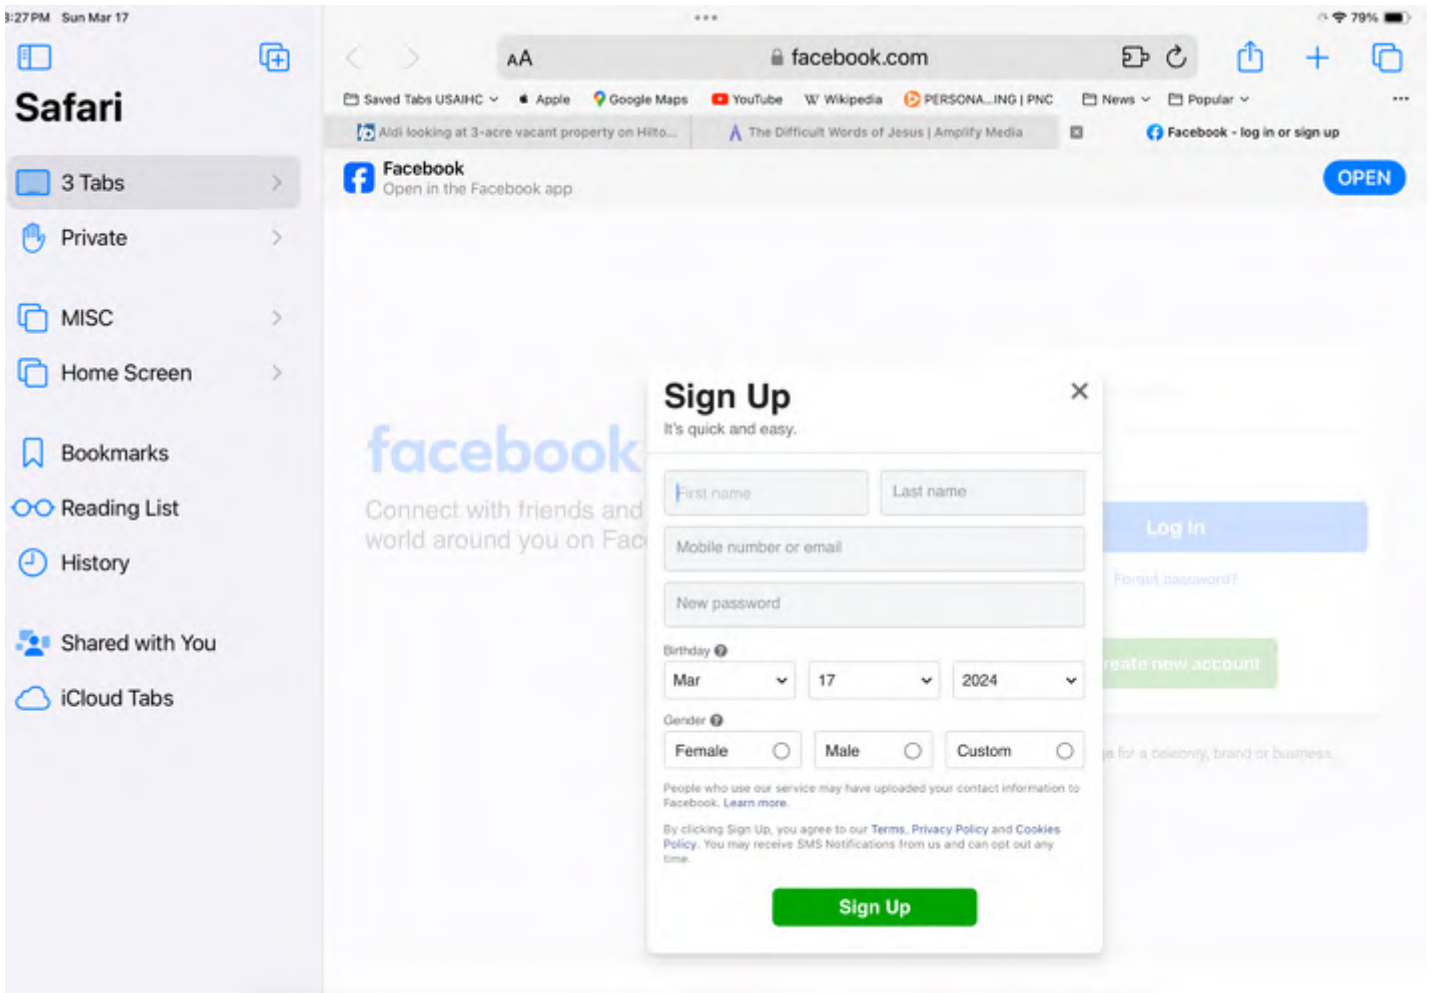 :27 PM Sun Mar 17
79%
Safari
3 Tabs
Private
MISC
Home Screen
Bookmarks
Reading List
History
Shared with You
iCloud Tabs
AA
facebook.com
Saved Tabs USAIHC
Apple
Google Maps
YouTube
W Wikipedia
PERSONA...ING | PNC
News
Popular
Aldi looking at 3-acre vacant property on Hilto...
The Difficult Words of Jesus | Amplify Media
Facebook - log in or sign up
Facebook
Open in the Facebook app
OPEN
facebook
Connect with friends and
world around you on Fac
Sign Up
It's quick and easy.
First name
Last name
Mobile number or email
New password
Birthday
Mar
17
2024
Gender
Female
Male
Custom
People who use our service may have uploaded your contact information to
Facebook. Learn more.
By clicking Sign Up, you agree to our Terms, Privacy Policy and Cookies
Policy. You may receive SMS Notifications from us and can opt out any
time.
Sign Up
Log In
Forgot password?
reate new account
for a celebrity, brand or business.